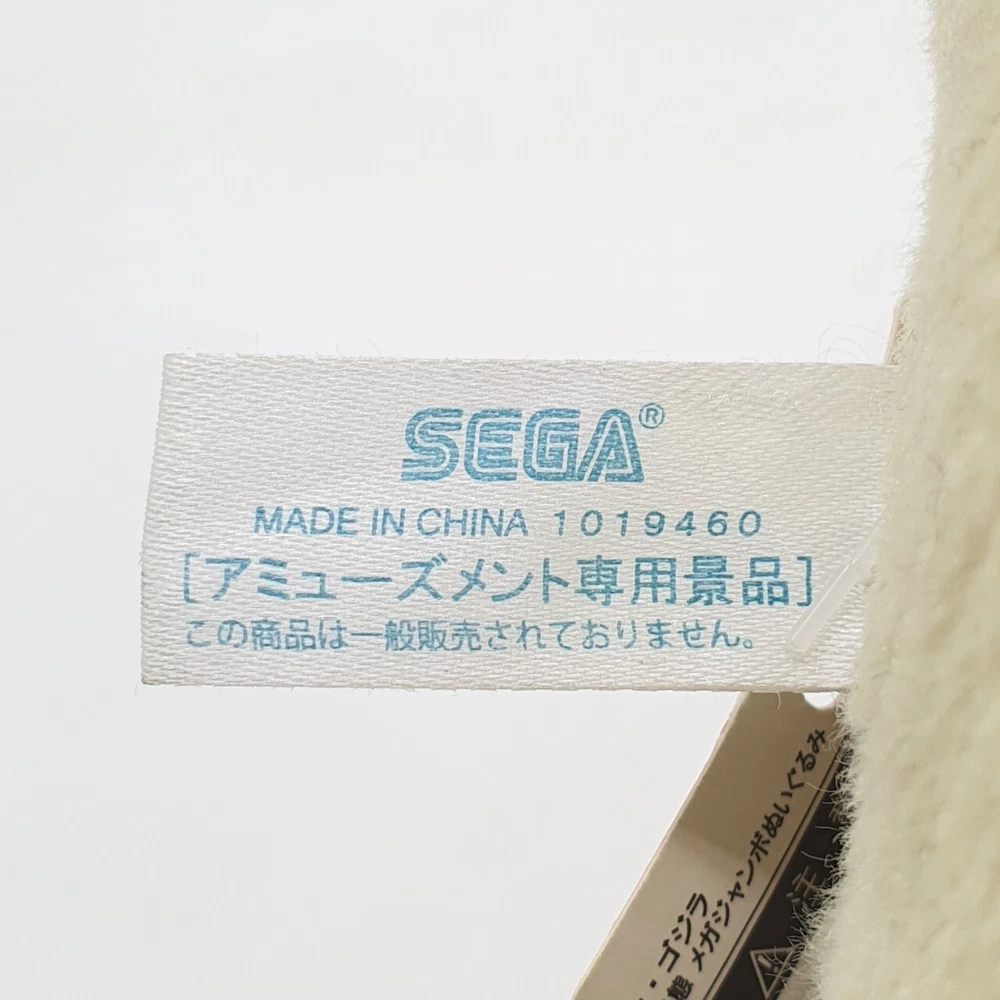 SEGA®
MADE IN CHINA 1019460
[アミューズメント専用景品]
この商品は一般販売されておりません。
・ゴジラ
態 メガジャンボぬいぐるみ
注